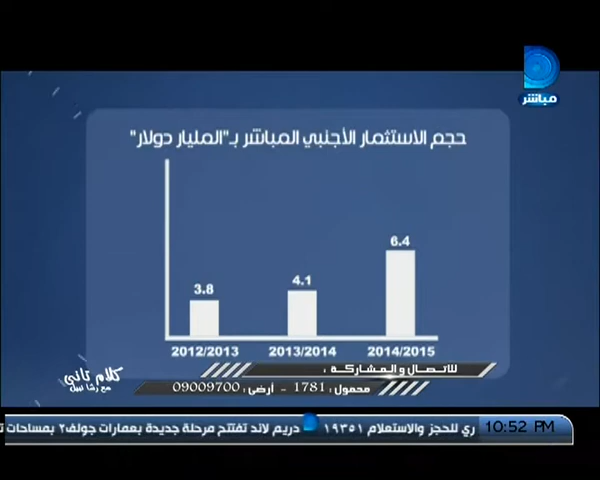 مباشر
حجم الاستثمار الأجنبي المباشر بـ"المليار دولار"
6.4
4.1
3.8
2012/2013 2013/2014 2014/2015
للاتصال والمشاركة :
محمول : 1781 - أرضى : 09009700
كلام تاني
مع رشا نبيل
ري للحجز والاستعلام ١٩٣٥١ دريم لاند تفتتح مرحلة جديدة بعمارات جولف٢ بمساحات
10:52 PM